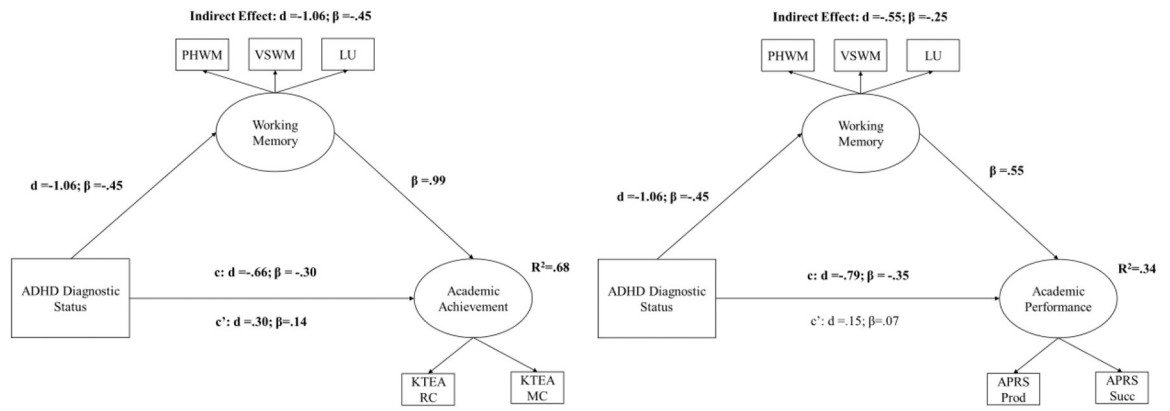 Indirect Effect: d =-1.06; β =-.45
PHWM
VSWM
LU
Working
Memory
d =-1.06; β =-.45
β =.99
ADHD Diagnostic
Status
c: d =-.66; β = -.30
c’: d =.30; β=.14
R²=.68
Academic
Achievement
KTEA
RC
KTEA
MC
Indirect Effect: d =-.55; β =-.25
PHWM
VSWM
LU
Working
Memory
d =-1.06; β =-.45
β =.55
ADHD Diagnostic
Status
c: d =-.79; β = -.35
c’: d =.15; β=.07
R²=.34
Academic
Performance
APRS
Prod
APRS
Succ